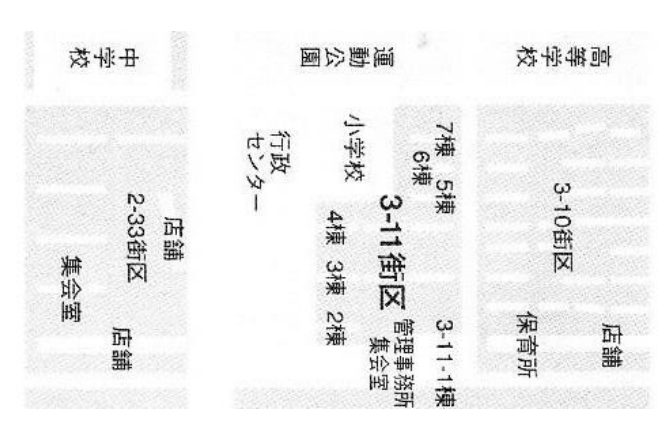 中学校
運動公園
高等学校
行政
センター
小学校
7棟
6棟
5棟
3-11街区
4棟 3棟 2棟
3-10街区
店舗
2-33街区
集会室
店舗
管理事務所
集会室
3-11-1棟
保育所
店舗